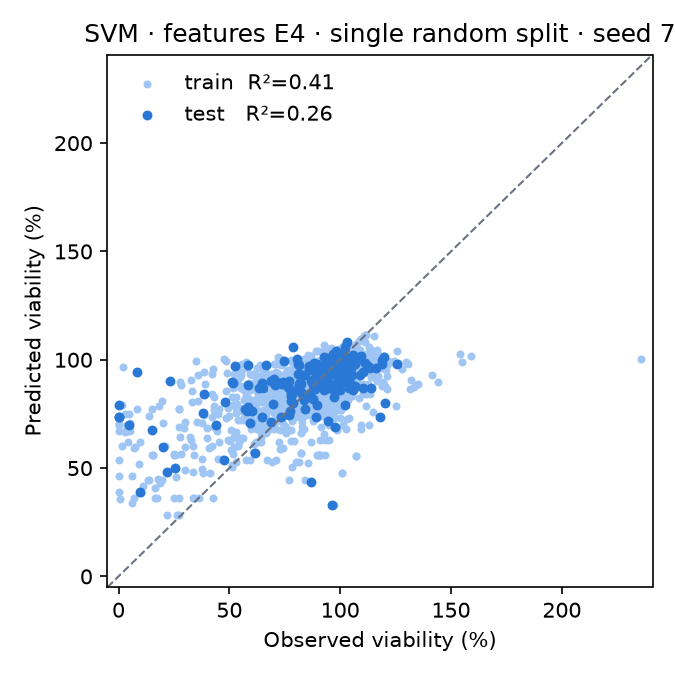 SVM · features E4 · single random split · seed 7
train R²=0.41
test R²=0.26
200
150
100
50
0
Predicted viability (%)
0 50 100 150 200
Observed viability (%)